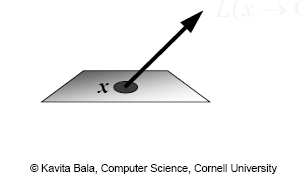 L(x →
x
© Kavita Bala, Computer Science, Cornell University